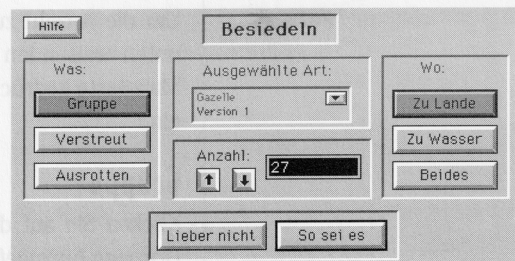 Hilfe
Besiedeln
Was:
Gruppe
Verstreut
Ausrotten
Ausgewählte Art:
Gazelle
Version 1
Anzahl:
27
Wo:
Zu Lande
Zu Wasser
Beides
Lieber nicht
So sei es